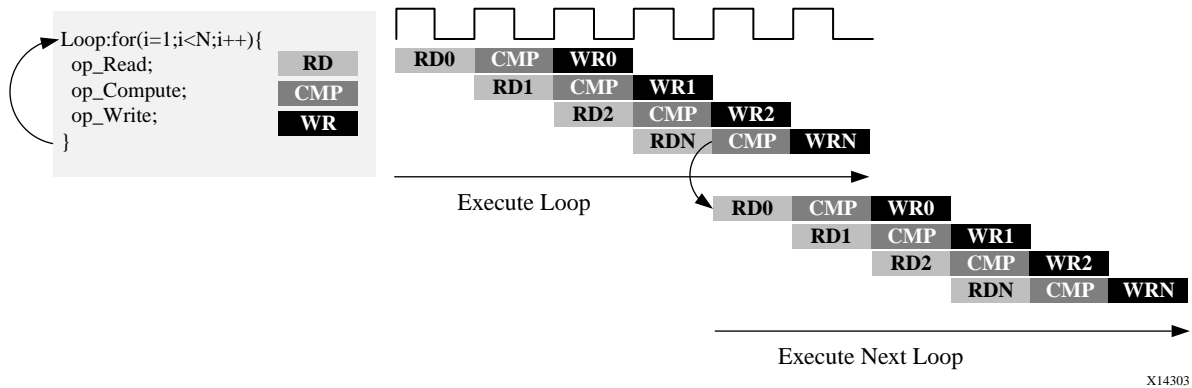 Loop:for(i=1;i<N;i++){
op_Read;
op_Compute;
op_Write;
}
RD
CMP
WR
RD0 CMP WR0
RD1 CMP WR1
RD2 CMP WR2
RDN CMP WRN
Execute Loop
RD0 CMP WR0
RD1 CMP WR1
RD2 CMP WR2
RDN CMP WRN
Execute Next Loop
X14303